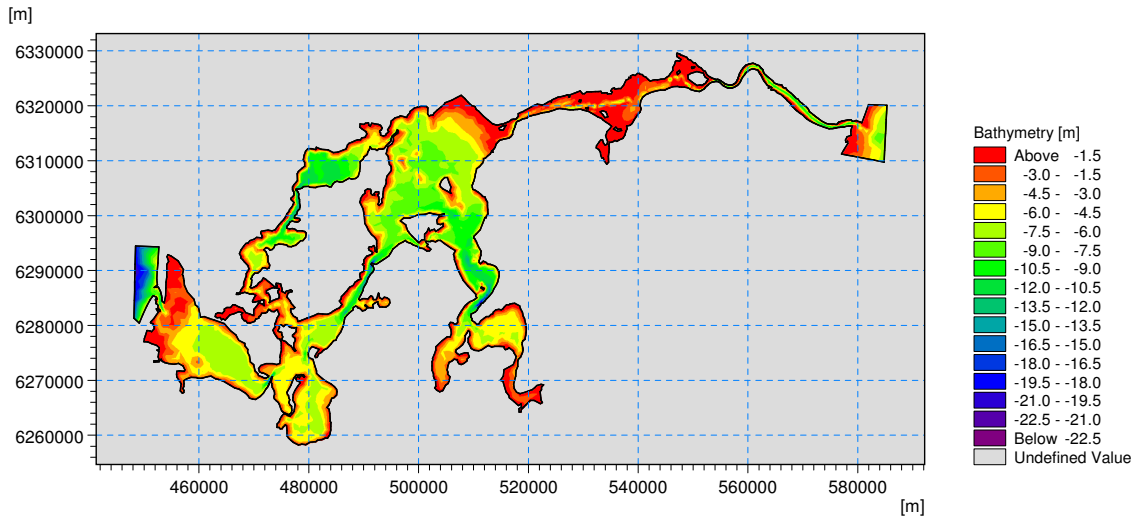 [m]
6330000
6320000
6310000
6300000
6290000
6280000
6270000
6260000
460000 480000 500000 520000 540000 560000 580000
[m]
Bathymetry [m]
Above -1.5
-3.0 - -1.5
-4.5 - -3.0
-6.0 - -4.5
-7.5 - -6.0
-9.0 - -7.5
-10.5 - -9.0
-12.0 - -10.5
-13.5 - -12.0
-15.0 - -13.5
-16.5 - -15.0
-18.0 - -16.5
-19.5 - -18.0
-21.0 - -19.5
-22.5 - -21.0
Below -22.5
Undefined Value